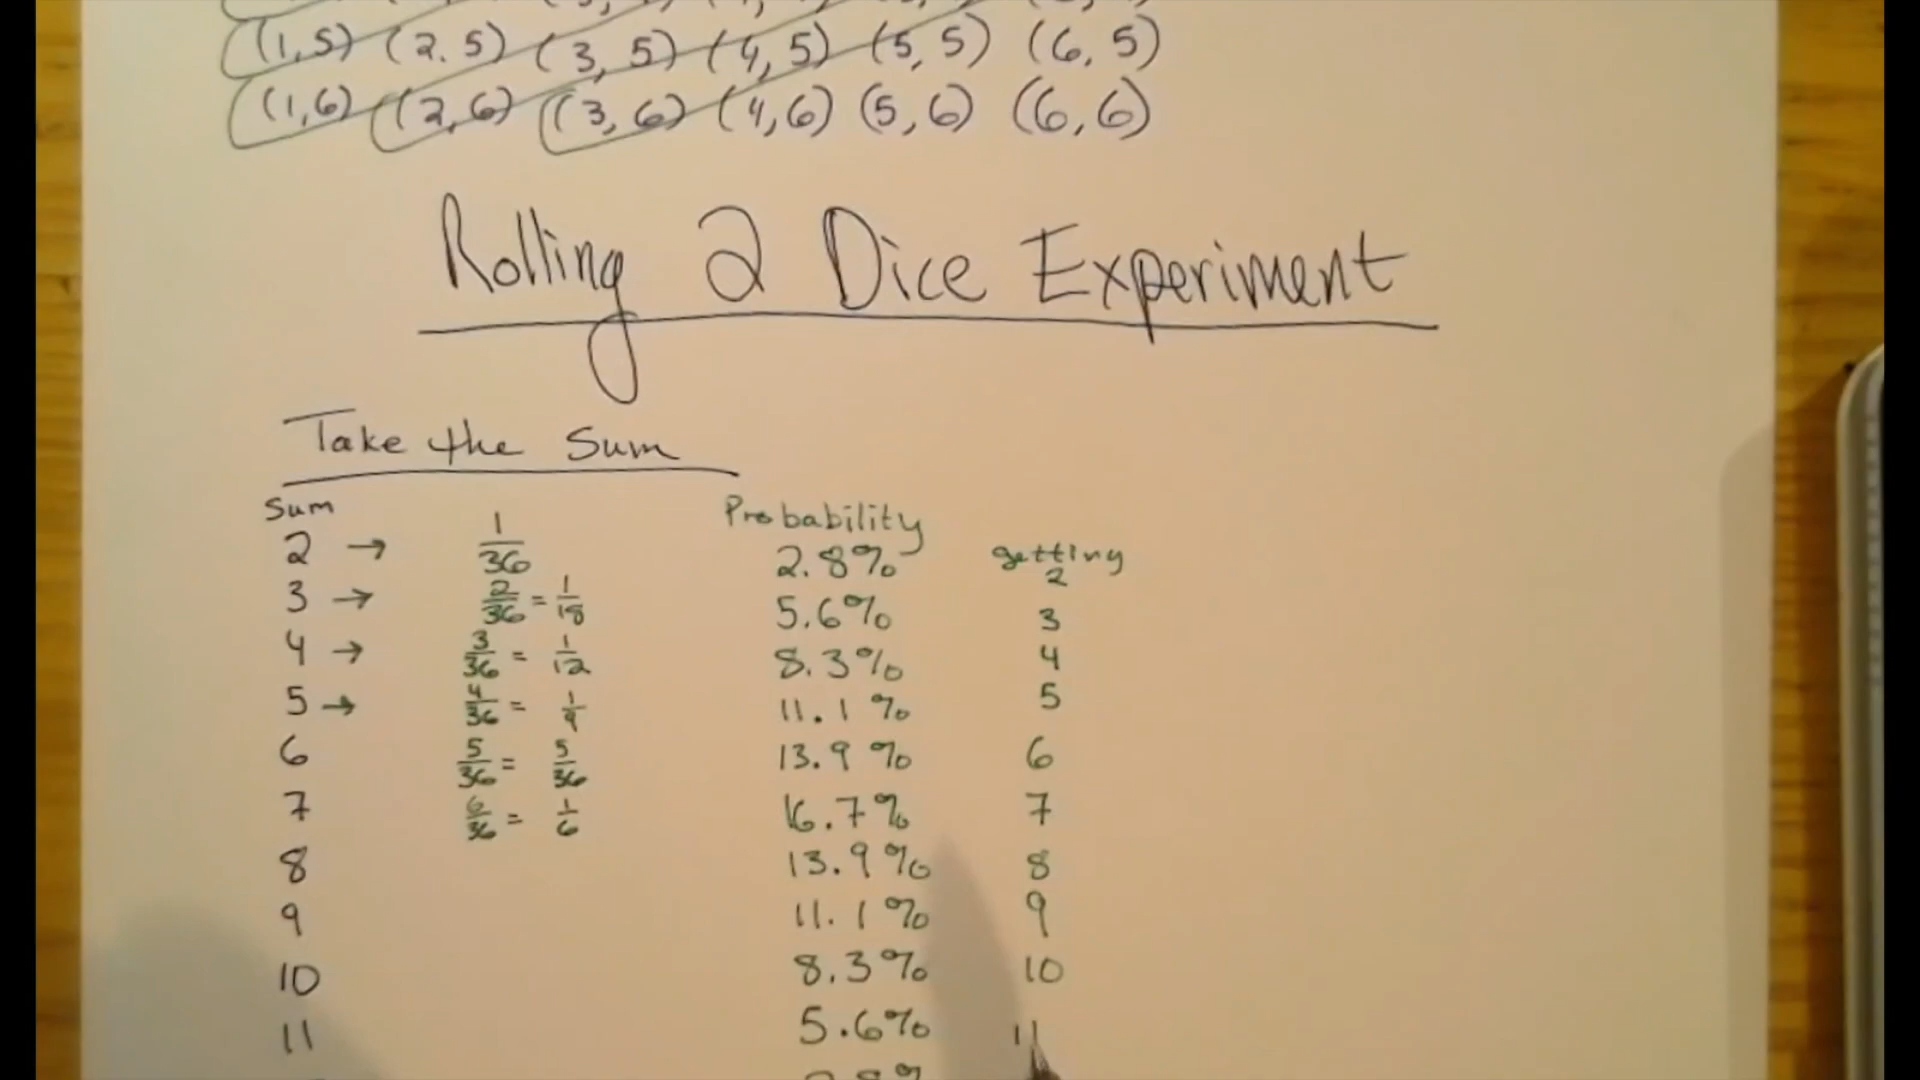 (1,5) (2.5) (3,5) (4,5) (5,5) (6,5)
(1,6) (2,6) (3,6) (4,6) (5,6) (6,6)
Rolling 2 Dice Experiment
Take the Sum
Sum Probability
2 → 1/36 2.8% getting 2
3 → 2/36 = 1/18 5.6% 3
4 → 3/36 = 1/12 8.3% 4
5 → 4/36 = 1/9 11.1% 5
6 5/36 = 5/36 13.9% 6
7 6/36 = 1/6 16.7% 7
8 13.9% 8
9 11.1% 9
10 8.3% 10
11 5.6% 11